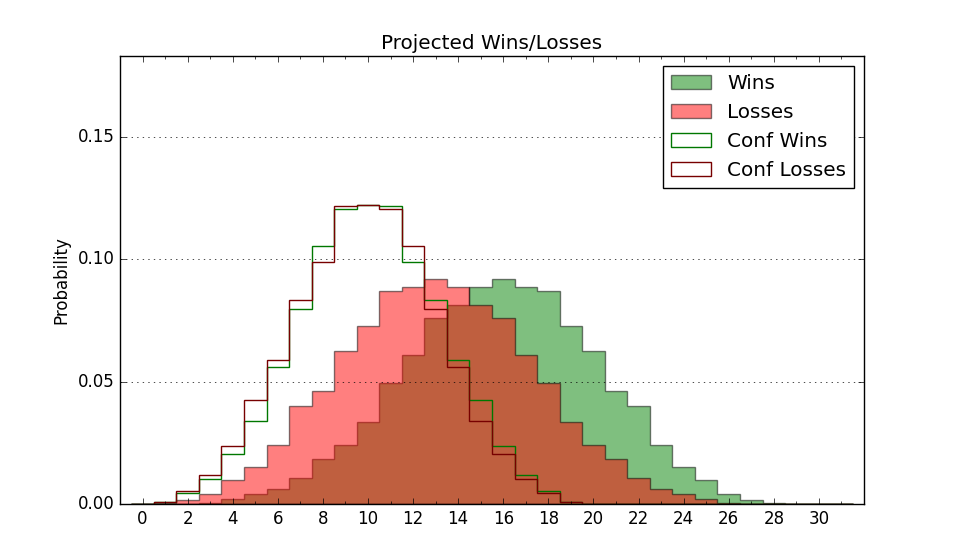 Projected Wins/Losses
Wins
Losses
Conf Wins
Conf Losses
Probability
0.15
0.10
0.05
0.00
0 2 4 6 8 10 12 14 16 18 20 22 24 26 28 30